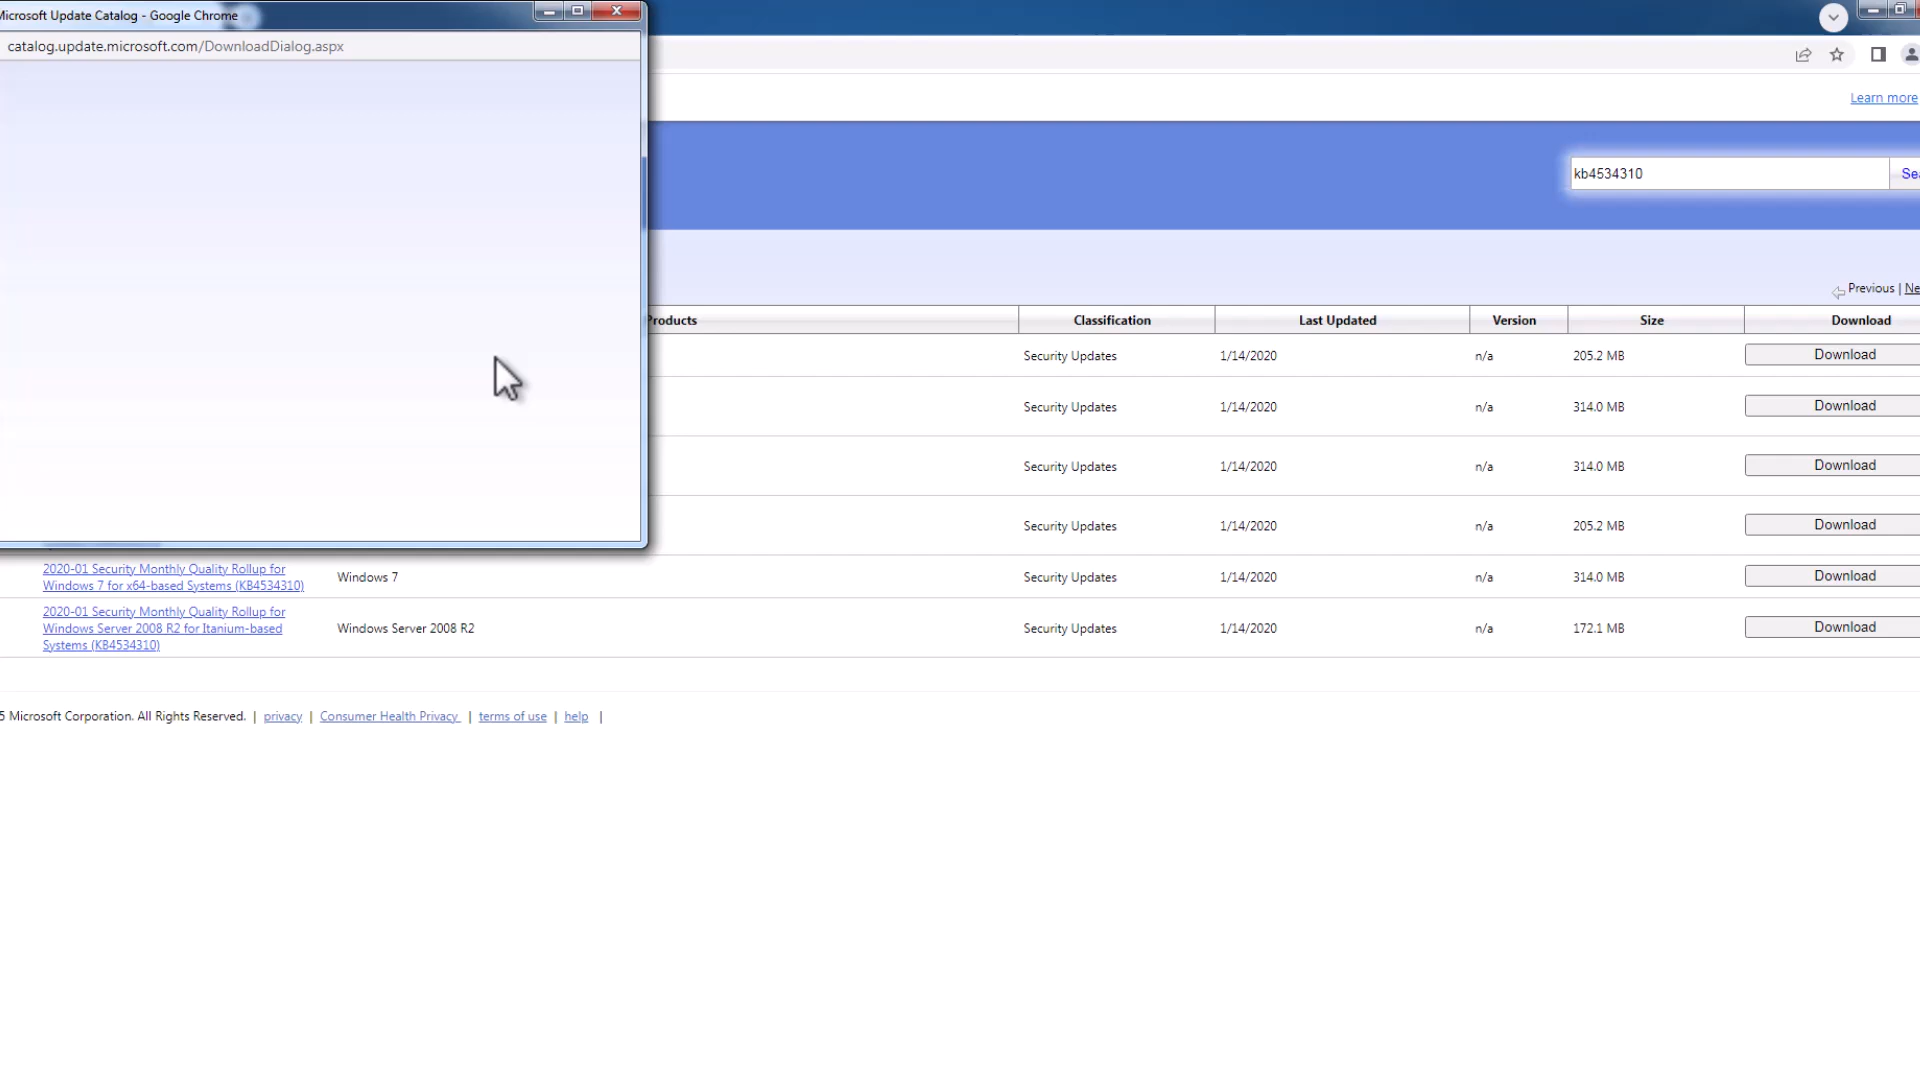 Microsoft Update Catalog - Google Chrome
catalog.update.microsoft.com/DownloadDialog.aspx
Learn more
kb4534310
Previous |
Products Classification Last Updated Version Size Download
Security Updates 1/14/2020 n/a 205.2 MB Download
Security Updates 1/14/2020 n/a 314.0 MB Download
Security Updates 1/14/2020 n/a 314.0 MB Download
Security Updates 1/14/2020 n/a 205.2 MB Download
2020-01 Security Monthly Quality Rollup for
Windows 7 for x64-based Systems (KB4534310) Windows 7 Security Updates 1/14/2020 n/a 314.0 MB Download
2020-01 Security Monthly Quality Rollup for
Windows Server 2008 R2 for Itanium-based Windows Server 2008 R2 Security Updates 1/14/2020 n/a 172.1 MB Download
Systems (KB4534310)
5 Microsoft Corporation. All Rights Reserved. | privacy | Consumer Health Privacy | terms of use | help |